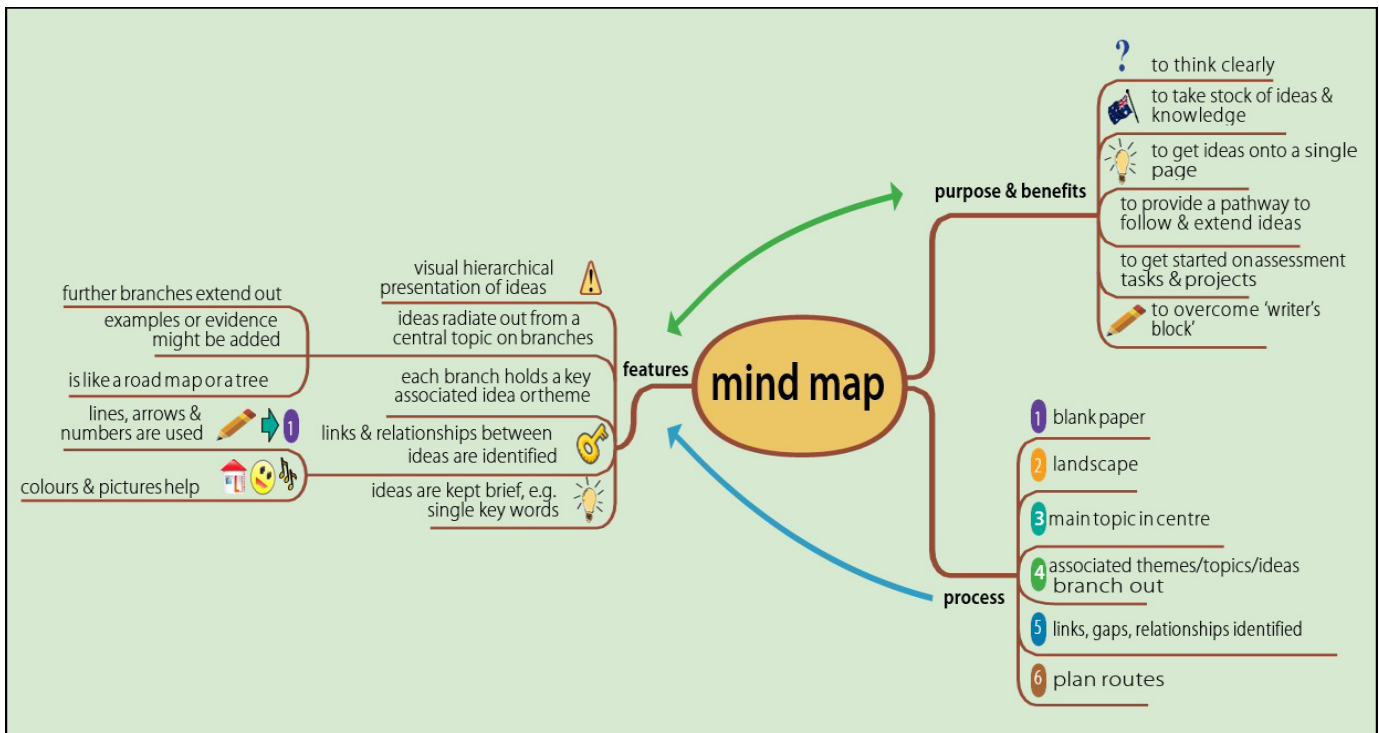 mind map
purpose & benefits
? to think clearly
to take stock of ideas &
knowledge
to get ideas onto a single
page
to provide a pathway to
follow & extend ideas
to get started onassessment
tasks & projects
to overcome ‘writer’s
block’
features
visual hierarchical
presentation of ideas
ideas radiate out from a
central topic on branches
further branches extend out
examples or evidence
might be added
is like a road map or a tree
each branch holds a key
associated idea ortheme
links & relationships between
ideas are identified
lines, arrows &
numbers are used 1
colours & pictures help
ideas are kept brief, e.g.
single key words
process
1 blank paper
2 landscape
3 main topic in centre
4 associated themes/topics/ideas
branch out
5 links, gaps, relationships identified
6 plan routes